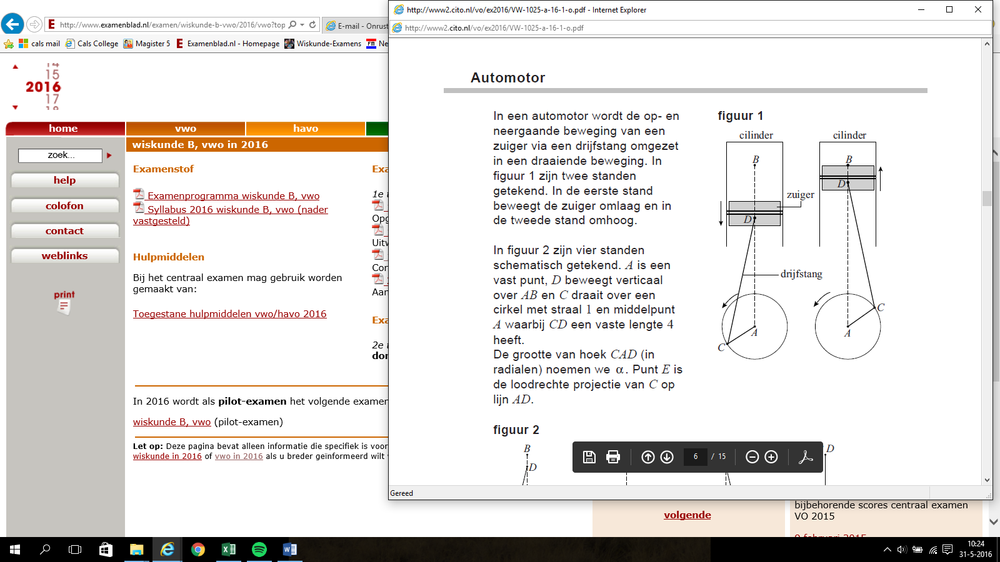 http://www.examenblad.nl/examen/wiskunde-b-vwo/2016/vwo?top
E-mail - Onrust
cals mail
Cals College
Magister 5
Examenblad.nl - Homepage
Wiskunde-Examens
Ne
15
2016
17
home
vwo
havo
zoek...
help
colofon
contact
weblinks
print
wiskunde B, vwo in 2016
Examenstof
Examenprogramma wiskunde B, vwo
Syllabus 2016 wiskunde B, vwo (nader
vastgesteld)
Hulpmiddelen
Bij het centraal examen mag gebruik worden
gemaakt van:
Toegestane hulpmiddelen vwo/havo 2016
Exa
1e t
Opg
Uitw
Cor
Aan
Exa
2e t
don
In 2016 wordt als pilot-examen het volgende examen
wiskunde B, vwo (pilot-examen)
Let op: Deze pagina bevat alleen informatie die specifiek is voor
wiskunde in 2016 of vwo in 2016 als u breder geïnformeerd wilt
http://www2.cito.nl/vo/ex2016/VW-1025-a-16-1-o.pdf - Internet Explorer
http://www2.cito.nl/vo/ex2016/VW-1025-a-16-1-o.pdf
Automotor
In een automotor wordt de op- en
neergaande beweging van een
zuiger via een drijfstang omgezet
in een draaiende beweging. In
figuur 1 zijn twee standen
getekend. In de eerste stand
beweegt de zuiger omlaag en in
de tweede stand omhoog.
In figuur 2 zijn vier standen
schematisch getekend. A is een
vast punt, D beweegt verticaal
over AB en C draait over een
cirkel met straal 1 en middelpunt
A waarbij CD een vaste lengte 4
heeft.
De grootte van hoek CAD (in
radialen) noemen we α. Punt E is
de loodrechte projectie van C op
lijn AD.
figuur 1
cilinder
cilinder
B
B
D
zuiger
D
drijfstang
C
A
A
C
figuur 2
B
D
D
6 / 15
Gereed
volgende
bijbehorende scores centraal examen
VO 2015
10:24
31-5-2016